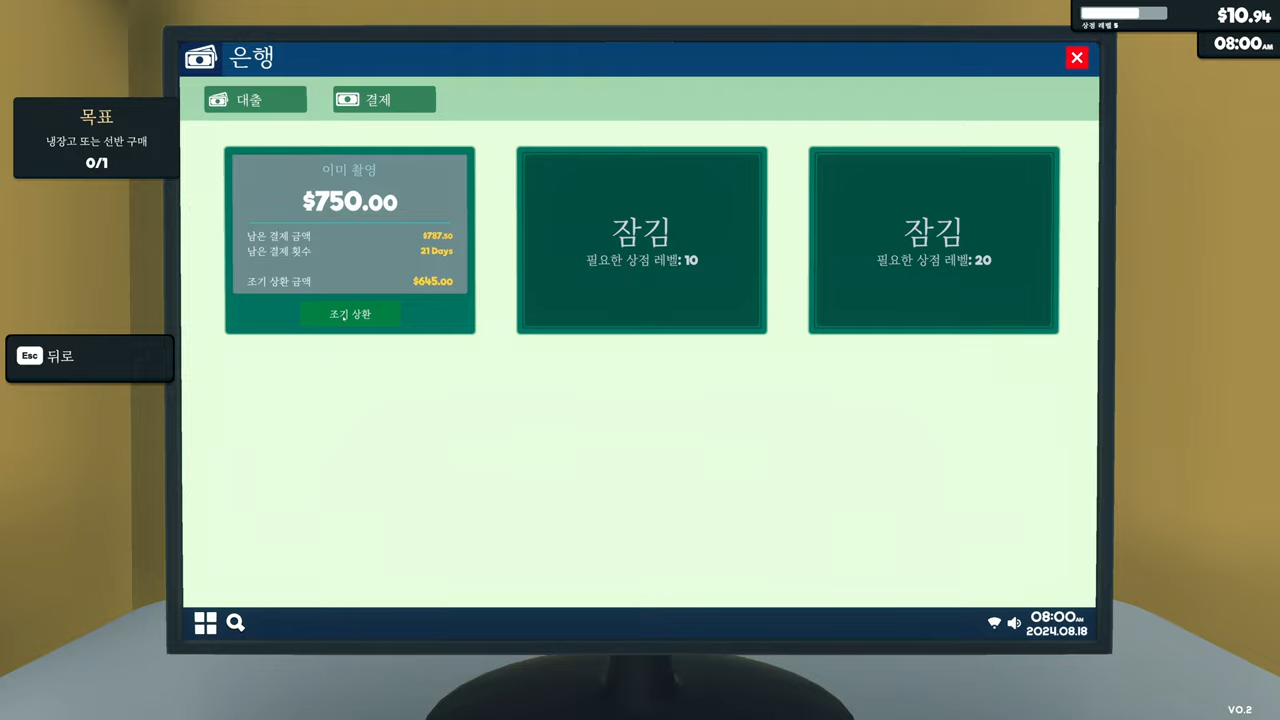 상점 레벨 5
$10.94
08:00AM
은행
대출
결제
목표
냉장고 또는 선반 구매
0/1
이미 촬영
$750.00
남은 결제 금액 $787.50
남은 결제 횟수 21 Days
조기 상환 금액 $645.00
조기 상환
잠김
필요한 상점 레벨: 10
잠김
필요한 상점 레벨: 20
Esc 뒤로
08:00AM
2024.08.18
V0.2